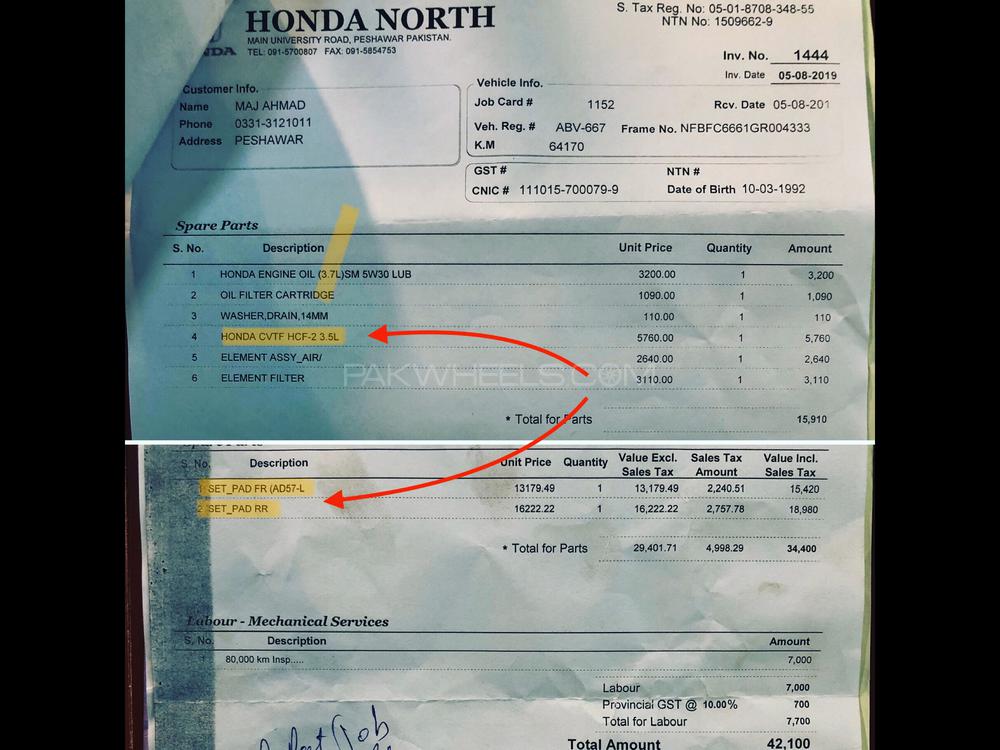 HONDA NORTH
MAIN UNIVERSITY ROAD, PESHAWAR PAKISTAN.
TEL: 091-5700807 FAX: 091-5854753
S. Tax Reg. No: 05-01-8708-348-55
NTN No: 1509662-9
Inv. No. 1444
Inv. Date 05-08-2019
Customer Info.
Name MAJ AHMAD
Phone 0331-3121011
Address PESHAWAR
Vehicle Info.
Job Card # 1152 Rcv. Date 05-08-201
Veh. Reg. # ABV-667 Frame No. NFBFC6661GR004333
K.M 64170
GST # NTN #
CNIC # 111015-700079-9 Date of Birth 10-03-1992
Spare Parts
S. No. Description Unit Price Quantity Amount
1 HONDA ENGINE OIL (3.7L)SM 5W30 LUB 3200.00 1 3,200
2 OIL FILTER CARTRIDGE 1090.00 1 1,090
3 WASHER,DRAIN,14MM 110.00 1 110
4 HONDA CVTF HCF-2 3.5L 5760.00 1 5,760
5 ELEMENT ASSY_AIR/ 2640.00 1 2,640
6 ELEMENT FILTER 3110.00 1 3,110
PAKWHEELS.COM
* Total for Parts 15,910
S. No. Description Unit Price Quantity Value Excl. Sales Tax Sales Tax Amount Value Incl. Sales Tax
1 SET_PAD FR (AD57-L 13179.49 1 13,179.49 2,240.51 15,420
2 SET_PAD RR 16222.22 1 16,222.22 2,757.78 18,980
* Total for Parts 29,401.71 4,998.29 34,400
Labour - Mechanical Services
S. No. Description Amount
1 80,000 km Insp..... 7,000
Labour 7,000
Provincial GST @ 10.00% 700
Total for Labour 7,700
Total Amount 42,100